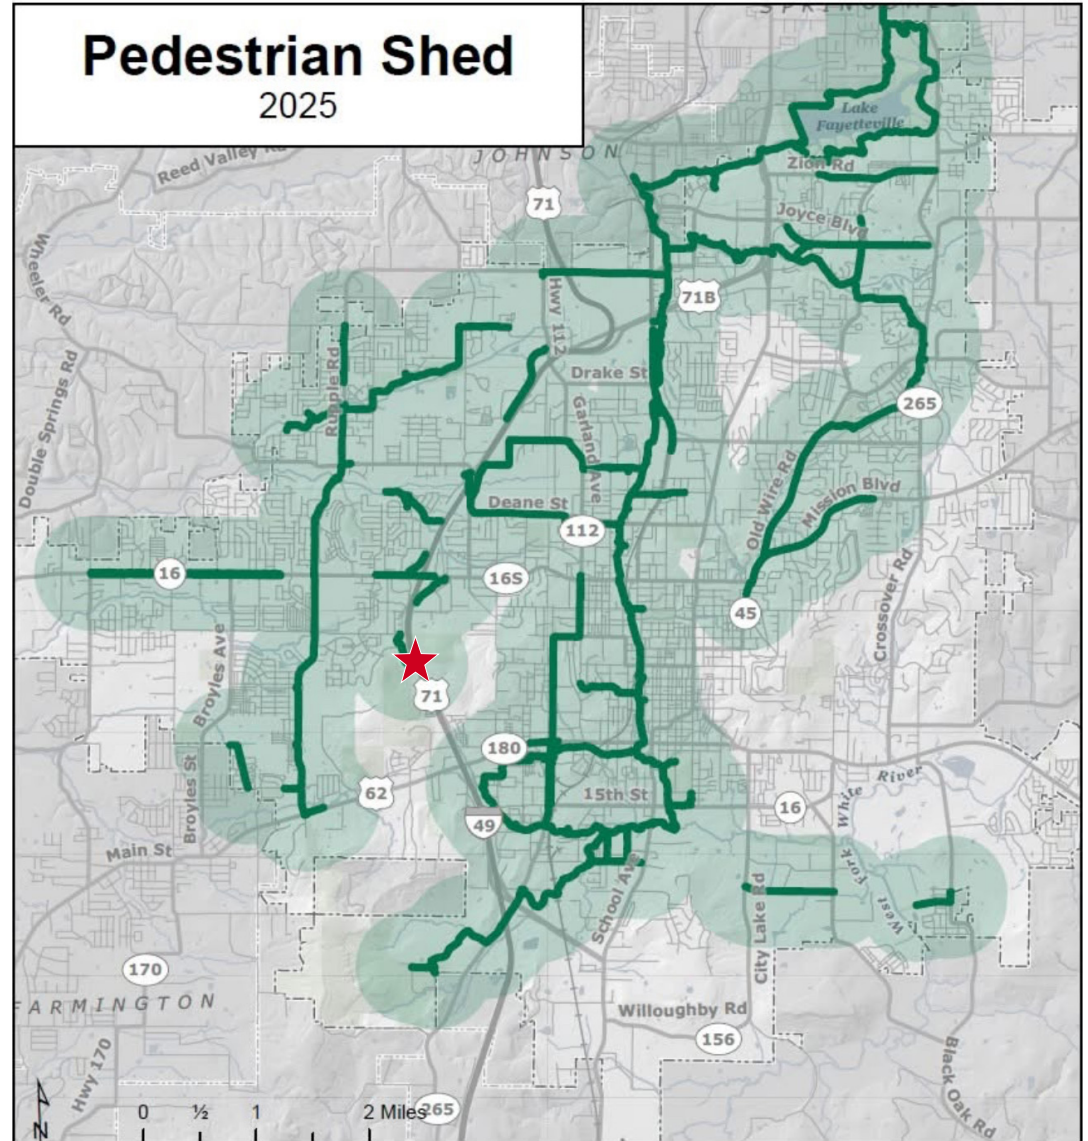 Pedestrian Shed
2025
SPRINGDALE
Lake
Fayetteville
Reed Valley Rd
JOHNSON
Zion Rd
71
Joyce Blvd
Wheeler Rd
71B
Hwy 112
Rupple Rd
Drake St
Double Springs Rd
Garland Ave
265
Old Wire Rd
Mission Blvd
Deane St
112
16
16S
Crossover Rd
45
Broyles Ave
71
180
River
62
15th St
16
White
49
Broyles St
Main St
Fork
School Ave
City Lake Rd
West
170
FARMINGTON
Willoughby Rd
156
Hwy 170
Black Oak Rd
0 ½ 1 2 Miles
265
N